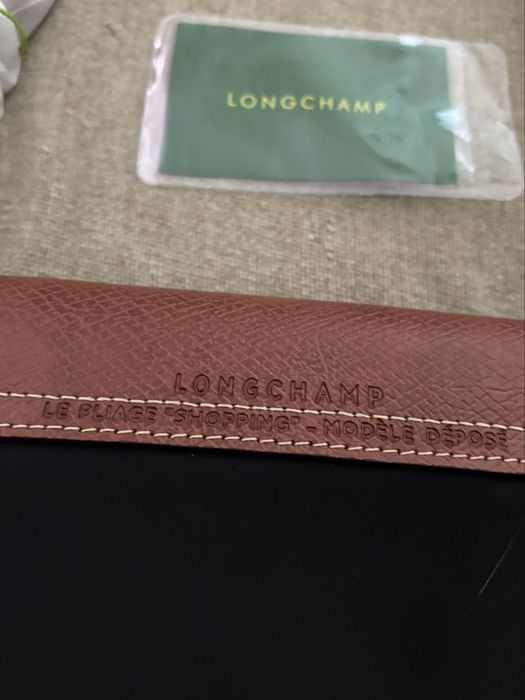 LONGCHAMP
LONGCHAMP
LE PLIAGE "SHOPPING" - MODÈLE DÉPOSÉ